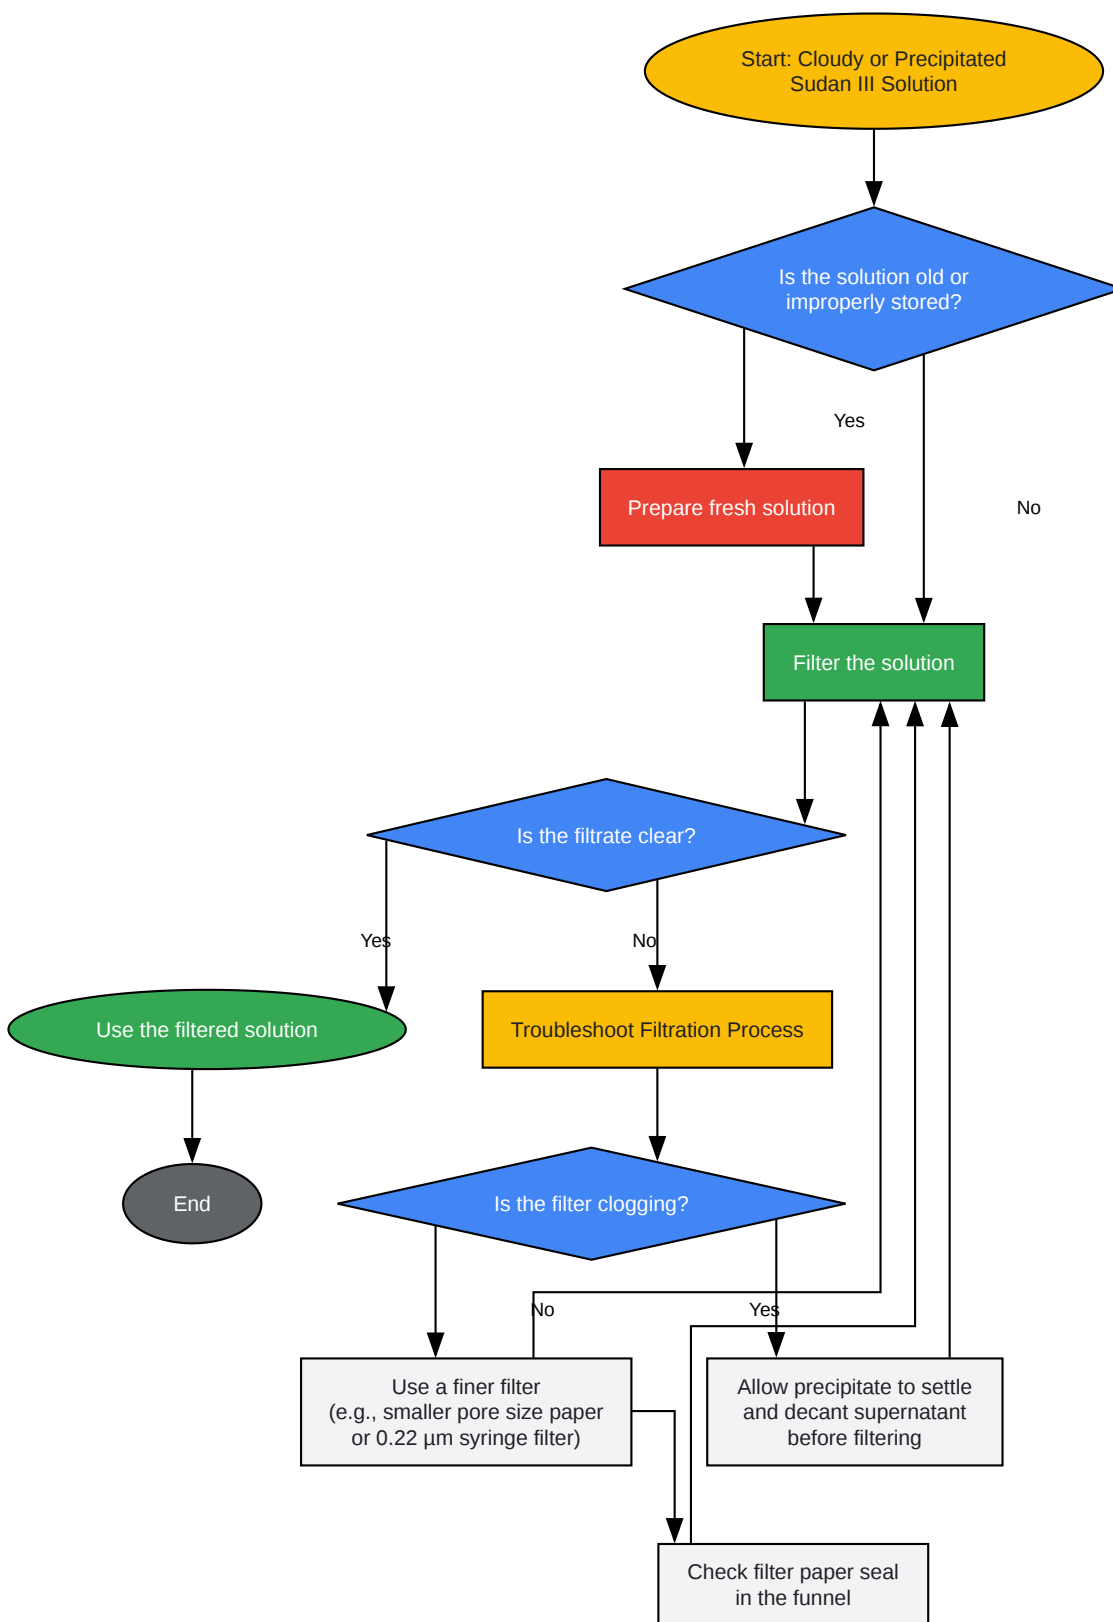 Start: Cloudy or Precipitated
Sudan III Solution
Is the solution old or
improperly stored?
Yes
Prepare fresh solution
No
Filter the solution
Is the filtrate clear?
Yes
No
Use the filtered solution
Troubleshoot Filtration Process
End
Is the filter clogging?
No
Yes
Use a finer filter
(e.g., smaller pore size paper
or 0.22 µm syringe filter)
Allow precipitate to settle
and decant supernatant
before filtering
Check filter paper seal
in the funnel